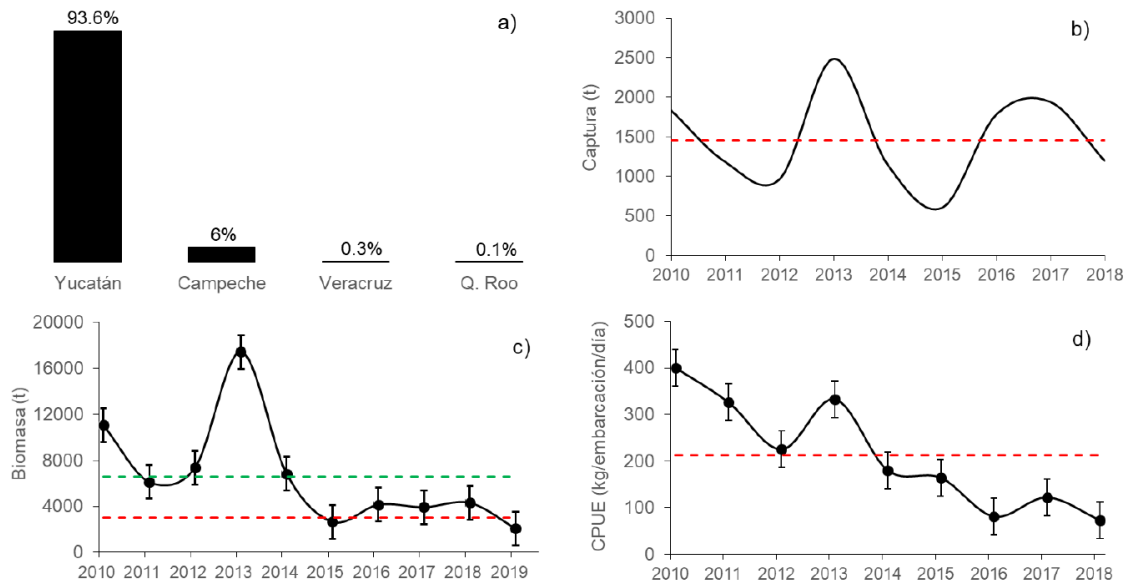 93.6%
a)
6%
0.3%
0.1%
Yucatán
Campeche
Veracruz
Q. Roo
b)
Captura (t)
3000
2500
2000
1500
1000
500
0
2010 2011 2012 2013 2014 2015 2016 2017 2018
c)
Biomasa (t)
20000
16000
12000
8000
4000
0
2010 2011 2012 2013 2014 2015 2016 2017 2018 2019
d)
CPUE (kg/embarcación/día)
500
400
300
200
100
0
2010 2011 2012 2013 2014 2015 2016 2017 2018